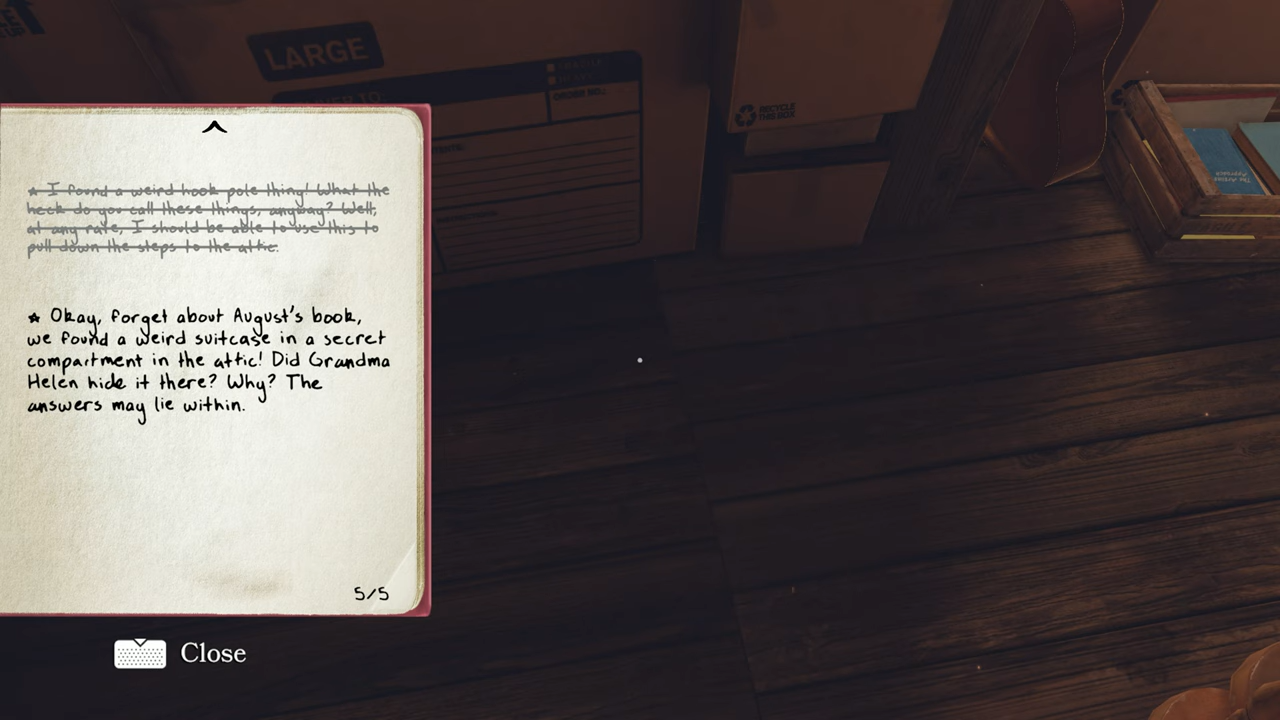 LARGE
ORDER NO.:
RECYCLE
THIS BOX
★ I found a weird hook pole thing! What the
heck do you call these things, anyway? Well,
at any rate, I should be able to use this to
pull down the steps to the attic.
★ Okay, forget about August's book,
we found a weird suitcase in a secret
compartment in the attic! Did Grandma
Helen hide it there? Why? The
answers may lie within.
5/5
Close